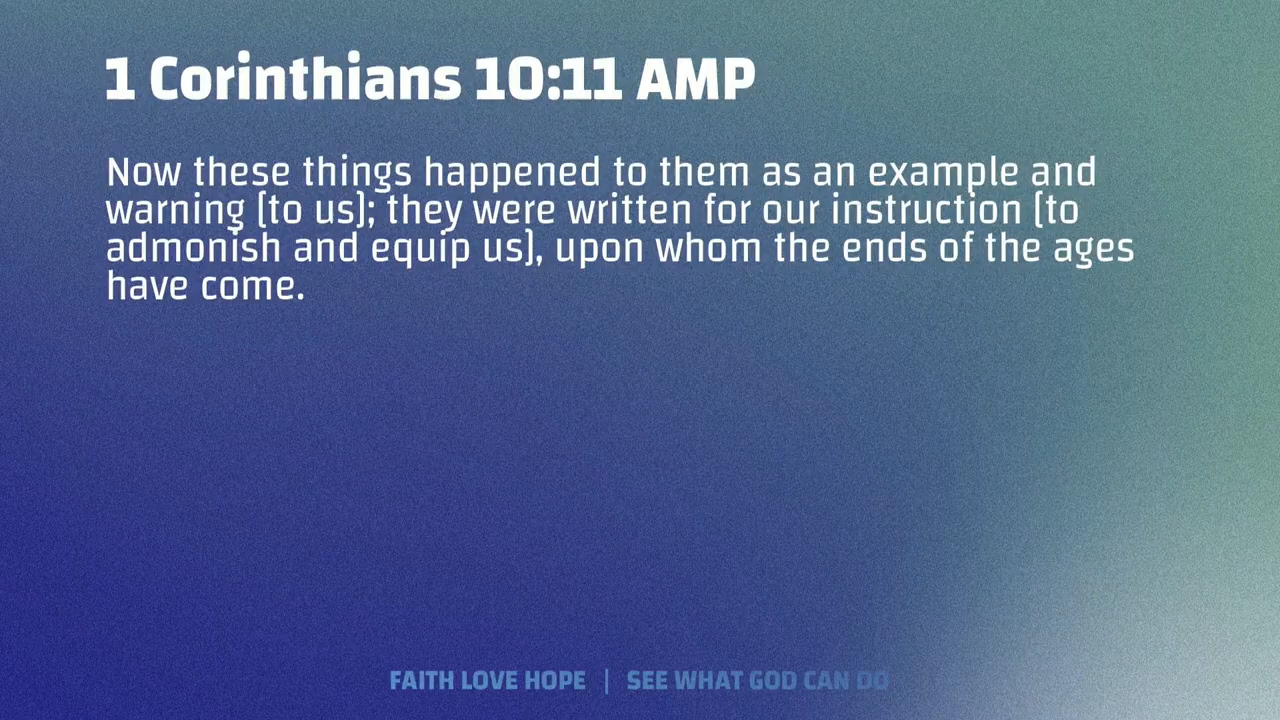 1 Corinthians 10:11 AMP
Now these things happened to them as an example and
warning [to us]; they were written for our instruction [to
admonish and equip us], upon whom the ends of the ages
have come.
FAITH LOVE HOPE | SEE WHAT GOD CAN DO